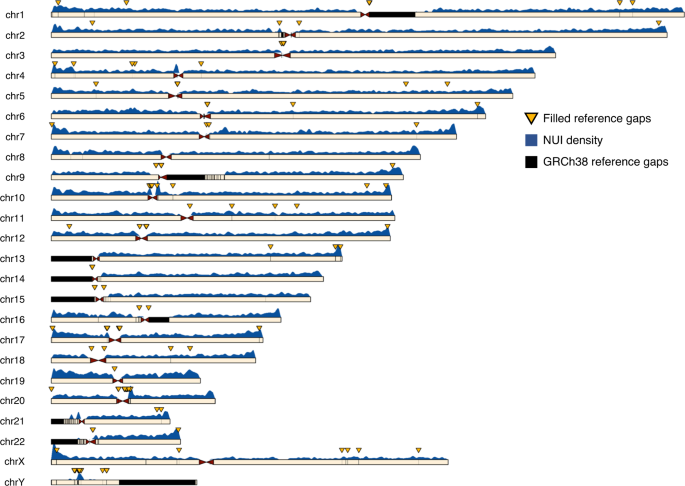 chr1
chr2
chr3
chr4
chr5
chr6
chr7
chr8
chr9
chr10
chr11
chr12
chr13
chr14
chr15
chr16
chr17
chr18
chr19
chr20
chr21
chr22
chrX
chrY
Filled reference gaps
NUI density
GRCh38 reference gaps